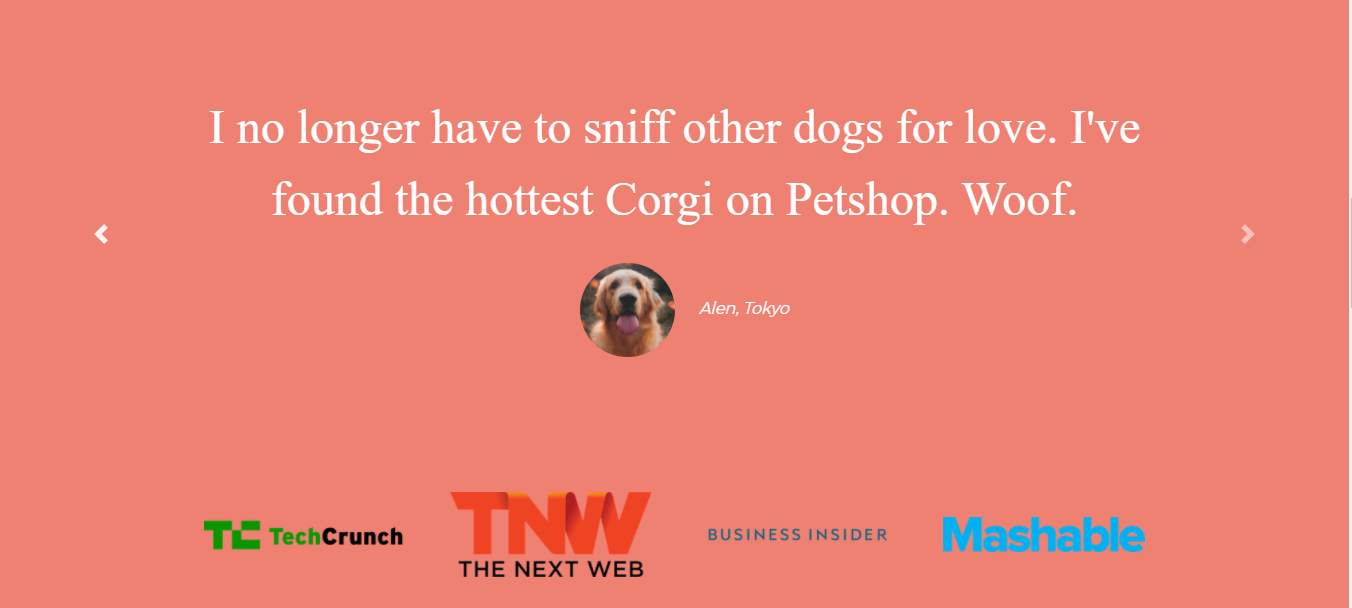 I no longer have to sniff other dogs for love. I've
found the hottest Corgi on Petshop. Woof.
Alen, Tokyo
TC TechCrunch
TNW
THE NEXT WEB
BUSINESS INSIDER
Mashable